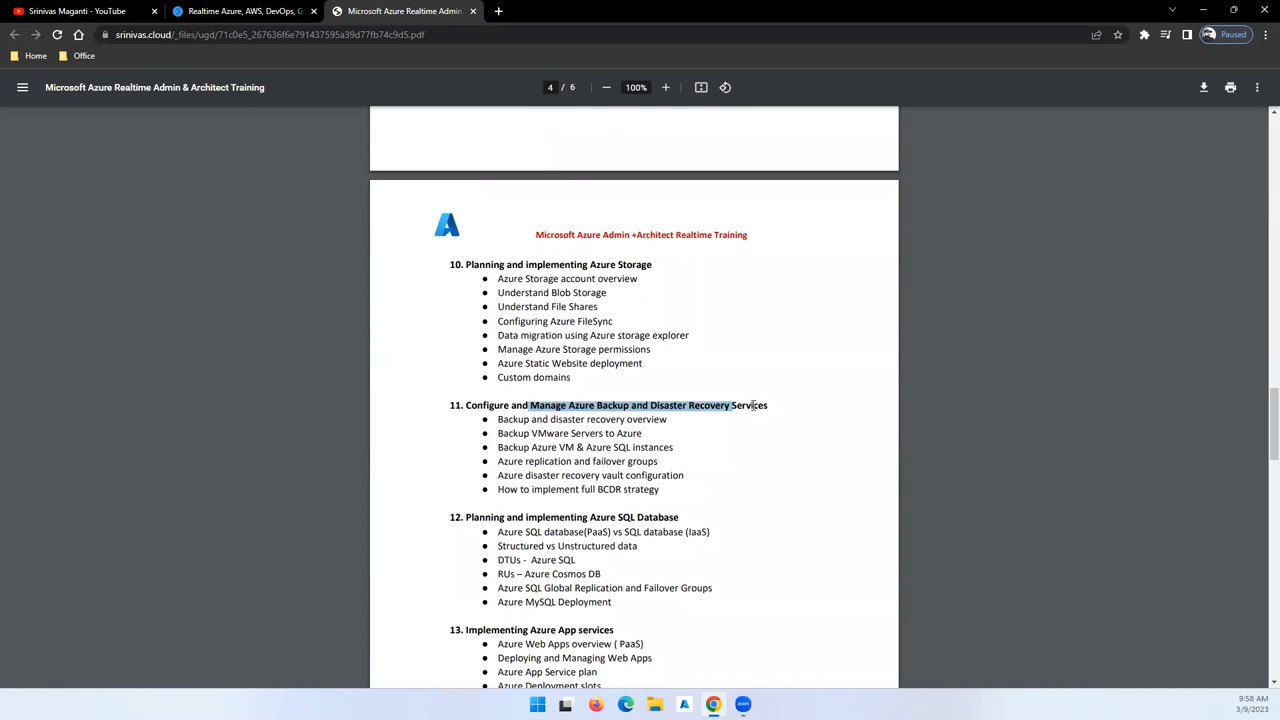 Srinivas Maganti - YouTube
Realtime Azure, AWS, DevOps, G
Microsoft Azure Realtime Admin
srinivas.cloud/_files/ugd/71c0e5_267636f6e791437595a39d77fb74c9d5.pdf
Paused
Home
Office
Microsoft Azure Realtime Admin & Architect Training
4 / 6
100%
Microsoft Azure Admin +Architect Realtime Training
10. Planning and implementing Azure Storage
● Azure Storage account overview
● Understand Blob Storage
● Understand File Shares
● Configuring Azure FileSync
● Data migration using Azure storage explorer
● Manage Azure Storage permissions
● Azure Static Website deployment
● Custom domains
11. Configure and Manage Azure Backup and Disaster Recovery Services
● Backup and disaster recovery overview
● Backup VMware Servers to Azure
● Backup Azure VM & Azure SQL instances
● Azure replication and failover groups
● Azure disaster recovery vault configuration
● How to implement full BCDR strategy
12. Planning and implementing Azure SQL Database
● Azure SQL database(PaaS) vs SQL database (IaaS)
● Structured vs Unstructured data
● DTUs - Azure SQL
● RUs – Azure Cosmos DB
● Azure SQL Global Replication and Failover Groups
● Azure MySQL Deployment
13. Implementing Azure App services
● Azure Web Apps overview ( PaaS)
● Deploying and Managing Web Apps
● Azure App Service plan
● Azure Deployment slots
zoom
9:58 AM
3/9/2023